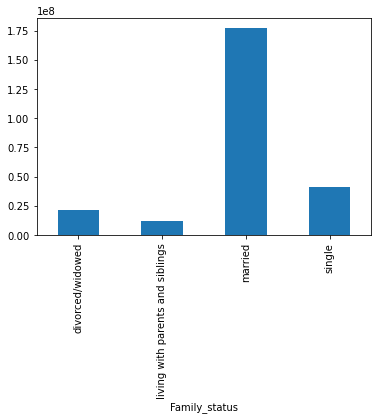 1e8
1.75
1.50
1.25
1.00
0.75
0.50
0.25
0.00
divorced/widowed
living with parents and siblings
married
single
Family_status